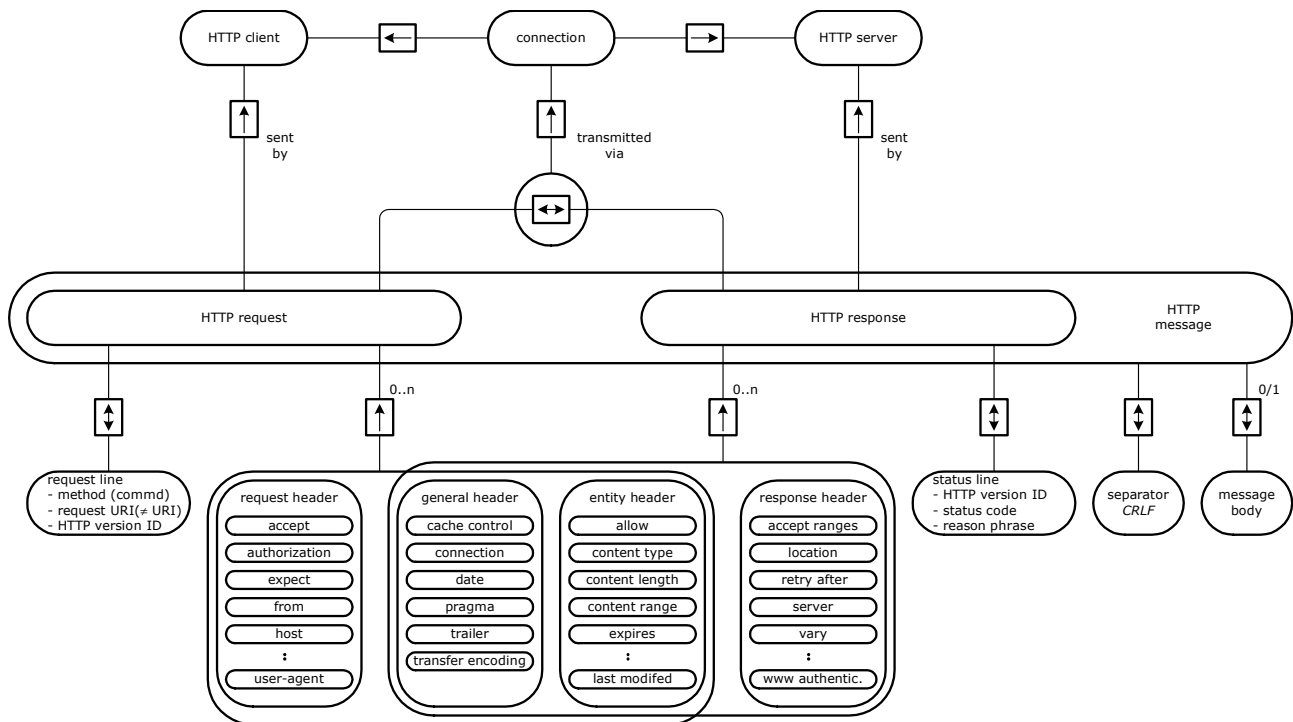 HTTP client
connection
HTTP server
sent
by
transmitted
via
sent
by
HTTP request
HTTP response
HTTP
message
0..n
0..n
0/1
request line
- method (commd)
- request URI(≠ URI)
- HTTP version ID
request header
accept
authorization
expect
from
host
:
user-agent
general header
cache control
connection
date
pragma
trailer
transfer encoding
entity header
allow
content type
content length
content range
expires
:
last modifed
response header
accept ranges
location
retry after
server
vary
:
www authentic.
status line
- HTTP version ID
- status code
- reason phrase
separator
CRLF
message
body